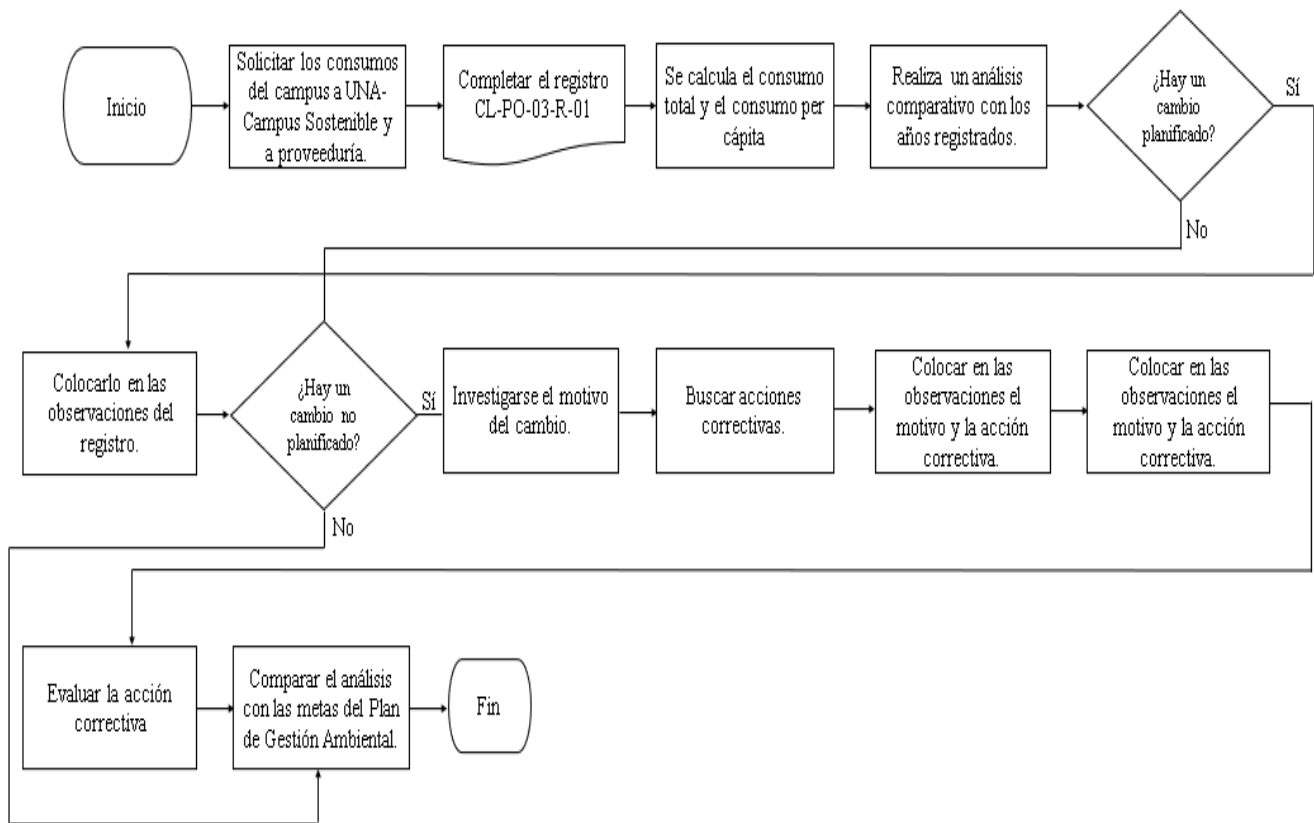 Inicio
Solicitar los consumos
del campus a UNA-
Campus Sostenible y
a proveeduría.
Completar el registro
CL-PO-03-R-01
Se calcula el consumo
total y el consumo per
cápita
Realiza un análisis
comparativo con los
años registrados.
¿Hay un
cambio
planificado?
Sí
No
Colocarlo en las
observaciones del
registro.
¿Hay un
cambio no
planificado?
Sí
No
Investigarse el motivo
del cambio.
Buscar acciones
correctivas.
Colocar en las
observaciones el
motivo y la acción
correctiva.
Colocar en las
observaciones el
motivo y la acción
correctiva.
Evaluar la acción
correctiva
Comparar el análisis
con las metas del Plan
de Gestión Ambiental.
Fin